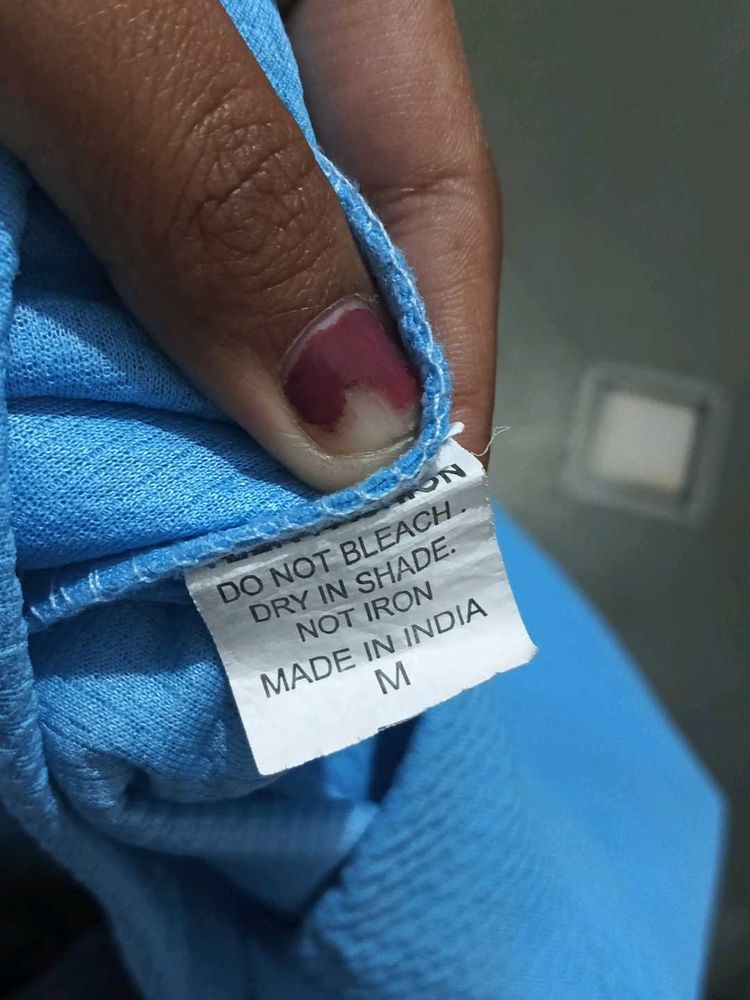 DO NOT BLEACH .
DRY IN SHADE.
NOT IRON
MADE IN INDIA
M